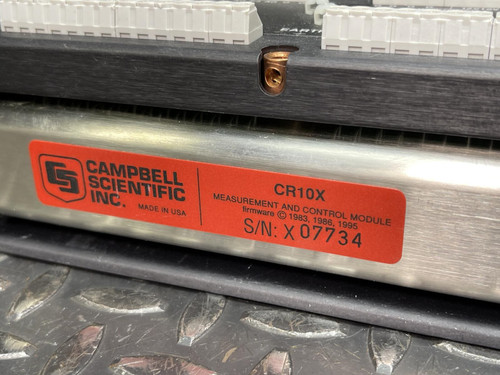 CAMPBELL
SCIENTIFIC
INC.
MADE IN USA
CR10X
MEASUREMENT AND CONTROL MODULE
firmware © 1983, 1986, 1995
S/N: X 07734